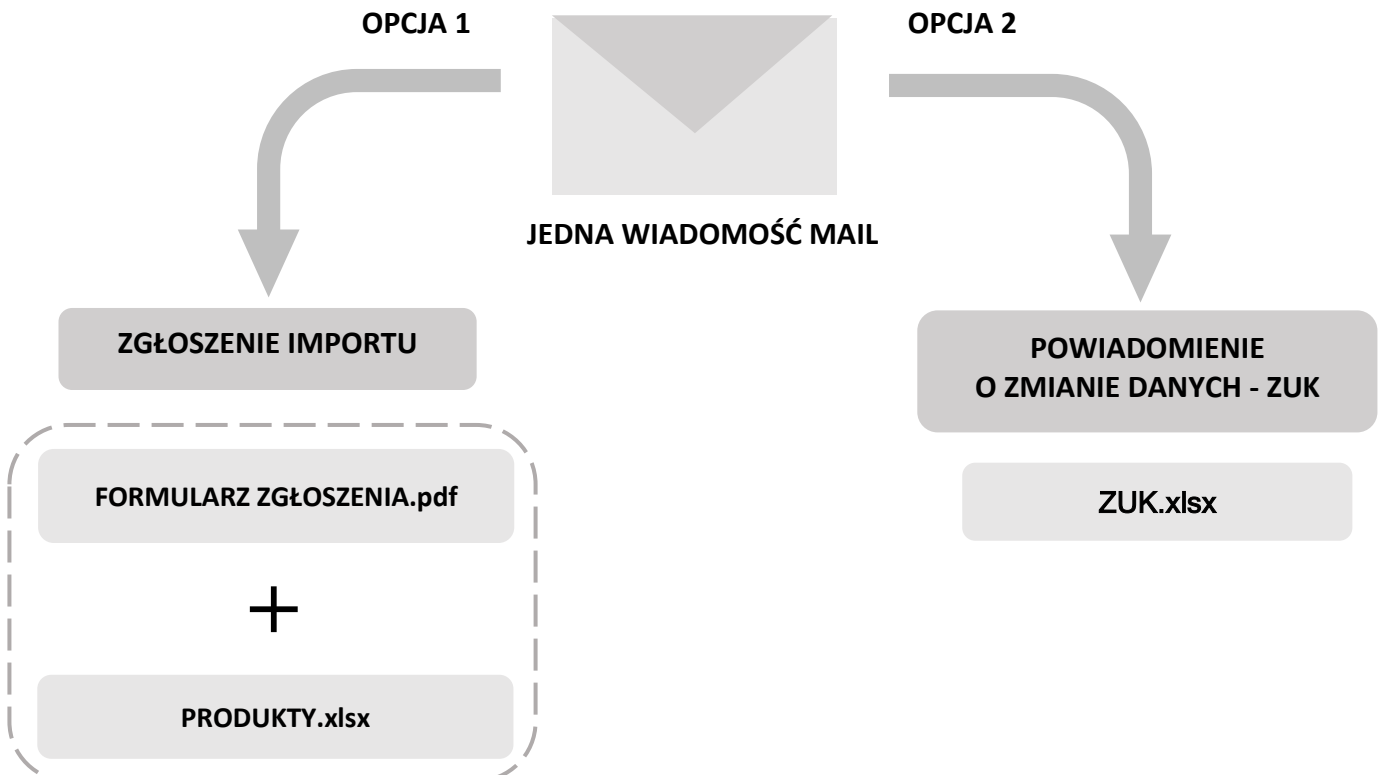 OPCJA 1
OPCJA 2
JEDNA WIADOMOŚĆ MAIL
ZGŁOSZENIE IMPORTU
FORMULARZ ZGŁOSZENIA.pdf
+
PRODUKTY.xlsx
POWIADOMIENIE
O ZMIANIE DANYCH - ZUK
ZUK.xlsx